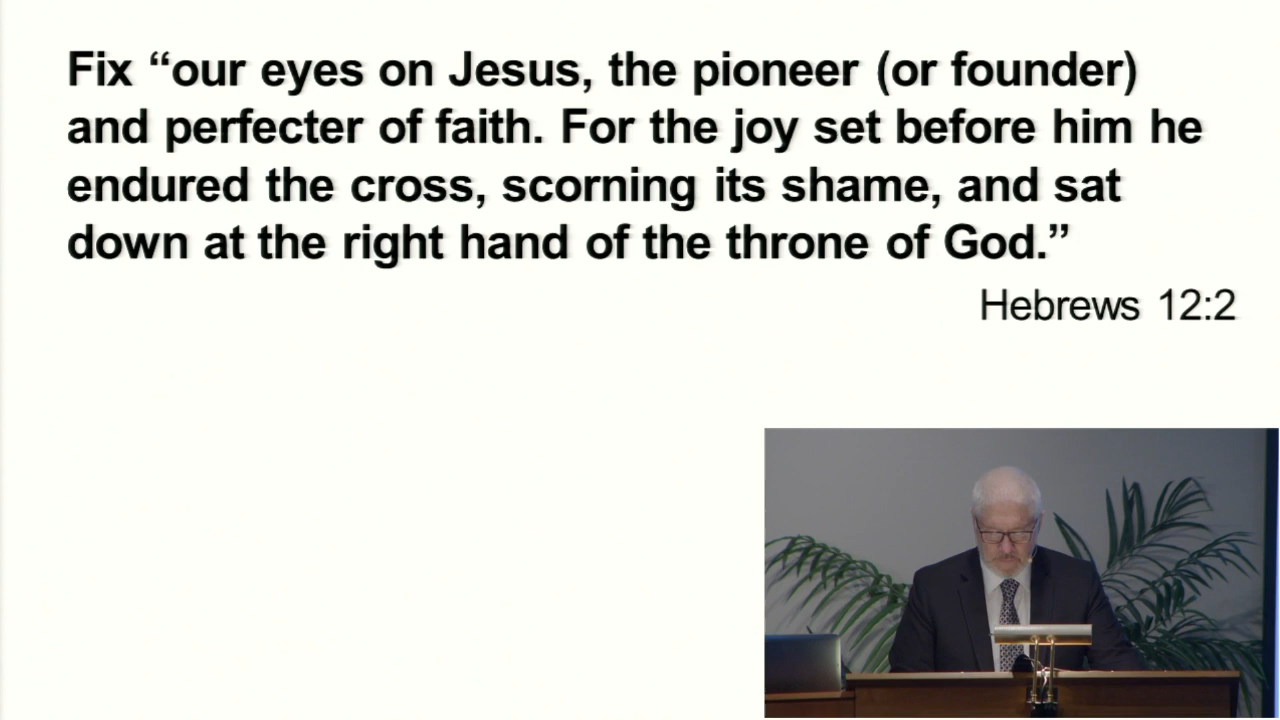 Fix “our eyes on Jesus, the pioneer (or founder)
and perfecter of faith. For the joy set before him he
endured the cross, scorning its shame, and sat
down at the right hand of the throne of God.”
Hebrews 12:2